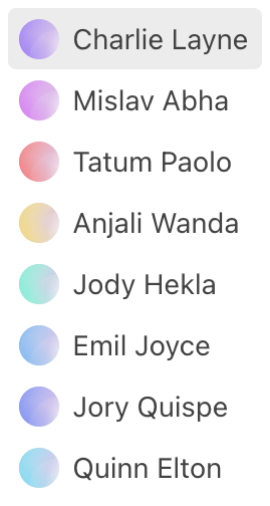 Charlie Layne
Mislav Abha
Tatum Paolo
Anjali Wanda
Jody Hekla
Emil Joyce
Jory Quispe
Quinn Elton